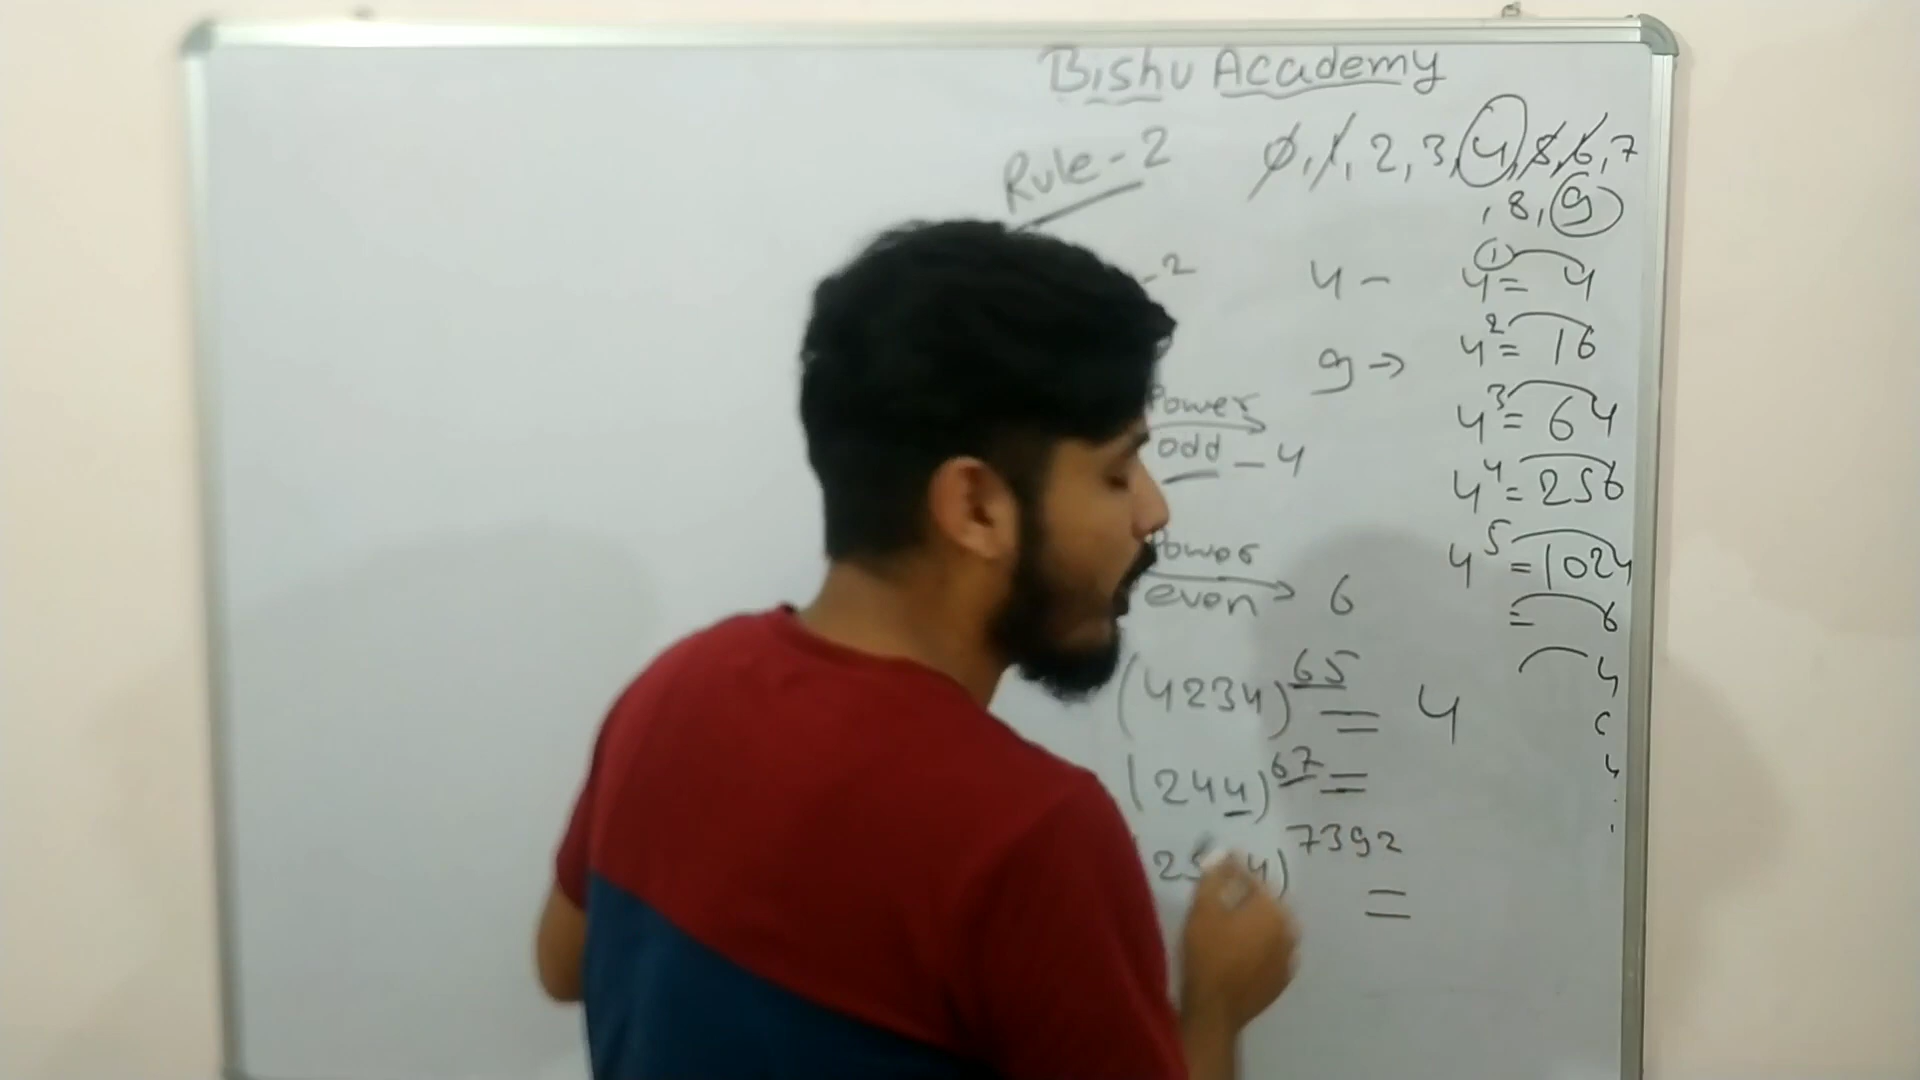 Bishu Academy
Rule-2 0, 1, 2, 3, 4, 5, 6, 7
, 8, 9
-2 4 - 4¹= 4
9 → 4²= 16
Power 4³= 64
odd - 4 4⁴= 256
Power 4⁵=1024
even 6 = 6
(4234)⁶⁵ = 4 4
(244)⁶⁷ =
4)⁷³⁹² =